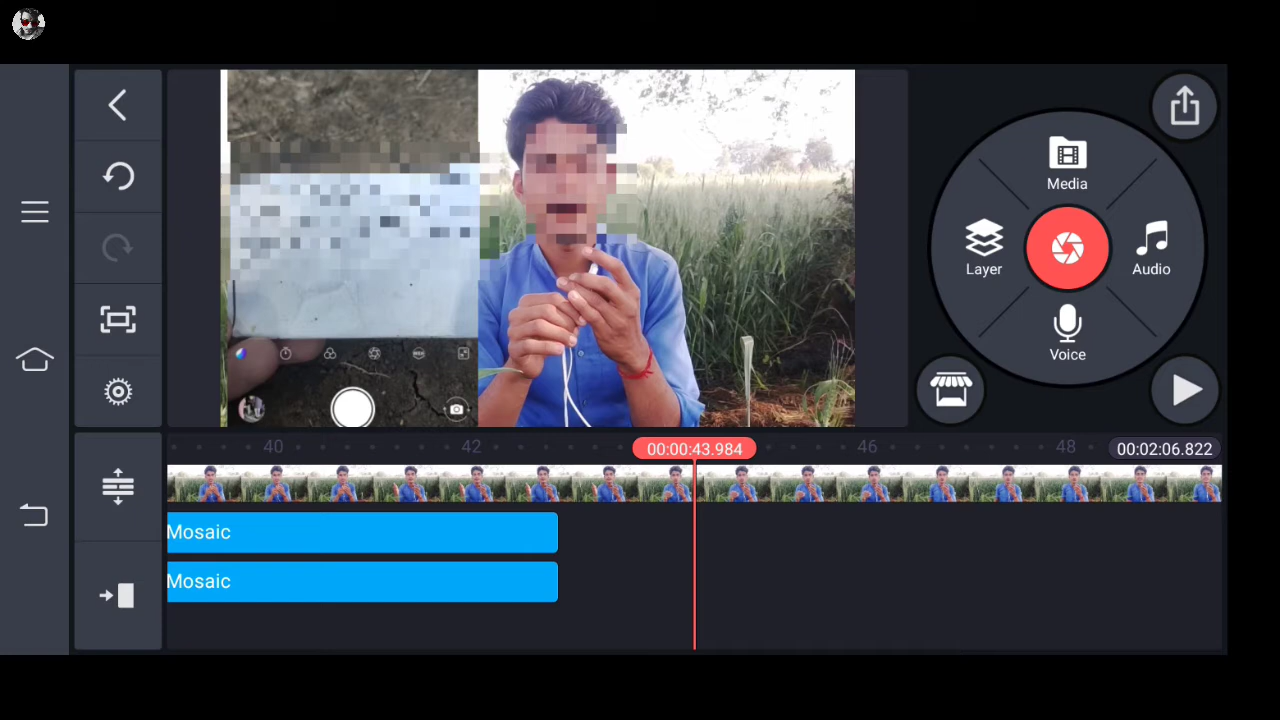 Media
Layer
Audio
Voice
40
42
00:00:43.984
46
48
00:02:06.822
Mosaic
Mosaic